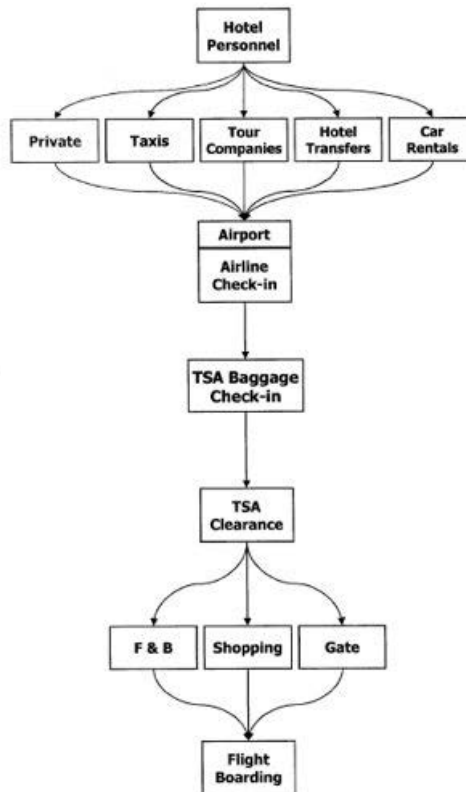 Hotel
Personnel
Private
Taxis
Tour
Companies
Hotel
Transfers
Car
Rentals
Airport
Airline
Check-in
TSA Baggage
Check-in
TSA
Clearance
F & B
Shopping
Gate
Flight
Boarding